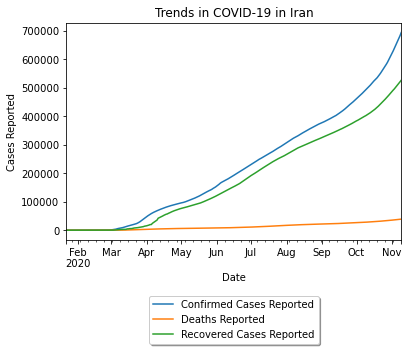 Trends in COVID-19 in Iran
Cases Reported
700000
600000
500000
400000
300000
200000
100000
0
Feb Mar Apr May Jun Jul Aug Sep Oct Nov
2020
Date
Confirmed Cases Reported
Deaths Reported
Recovered Cases Reported